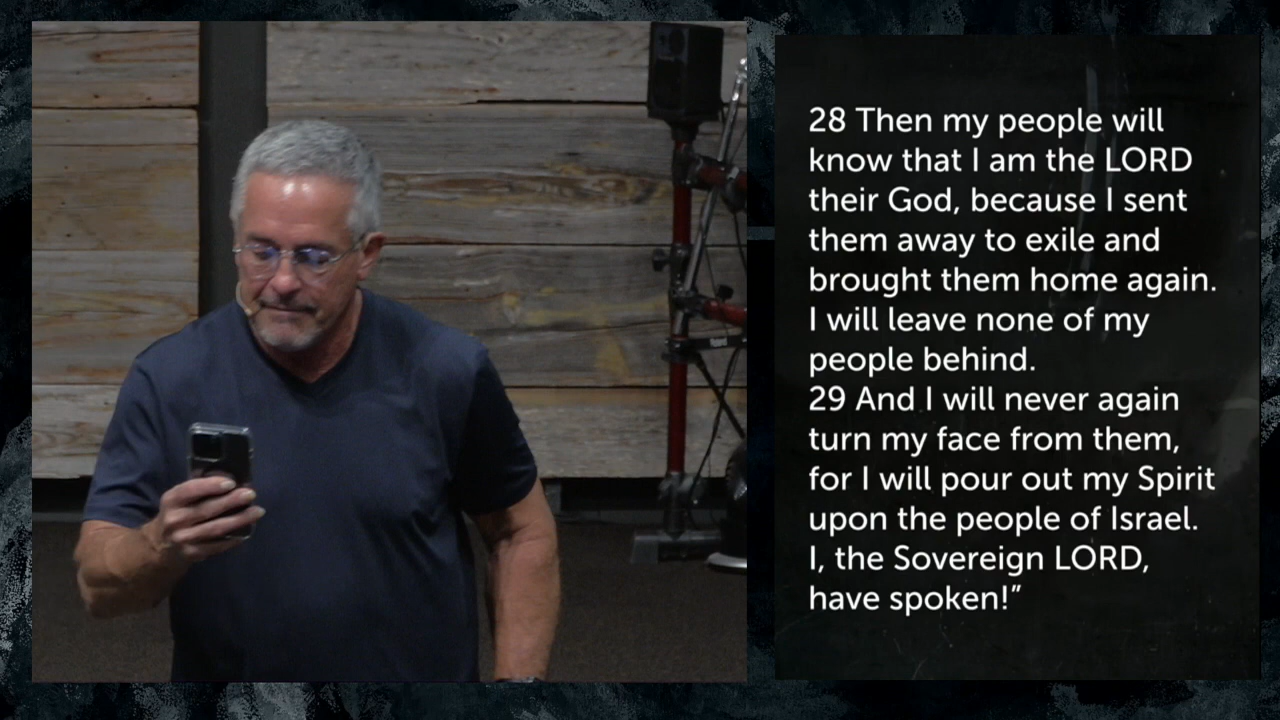 28 Then my people will
know that I am the LORD
their God, because I sent
them away to exile and
brought them home again.
I will leave none of my
people behind.
29 And I will never again
turn my face from them,
for I will pour out my Spirit
upon the people of Israel.
I, the Sovereign LORD,
have spoken!”